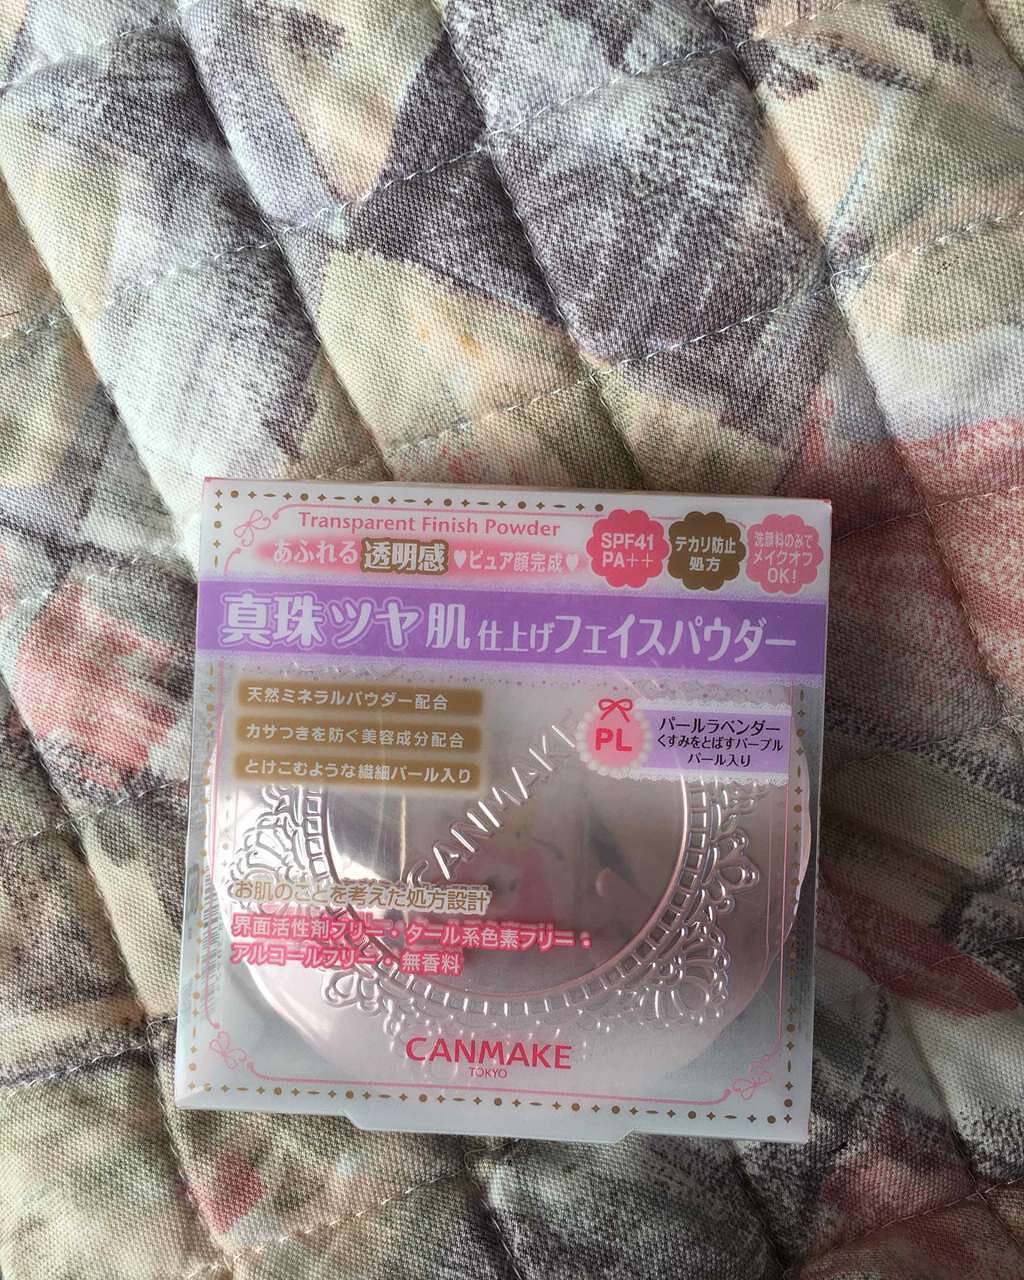 Transparent Finish Powder
あふれる透明感♥ピュア顔完成♥
SPF41
PA++
テカリ防止
処方
洗顔料のみで
メイクオフ
OK!
真珠ツヤ肌仕上げフェイスパウダー
天然ミネラルパウダー配合
カサつきを防ぐ美容成分配合
とけこむような繊細パール入り
PL
パールラベンダー
くすみをとばすパープル
パール入り
CANMAKE
お肌のことを考えた処方設計
界面活性剤フリー・タール系色素フリー・
アルコールフリー・無香料
CANMAKE
TOKYO